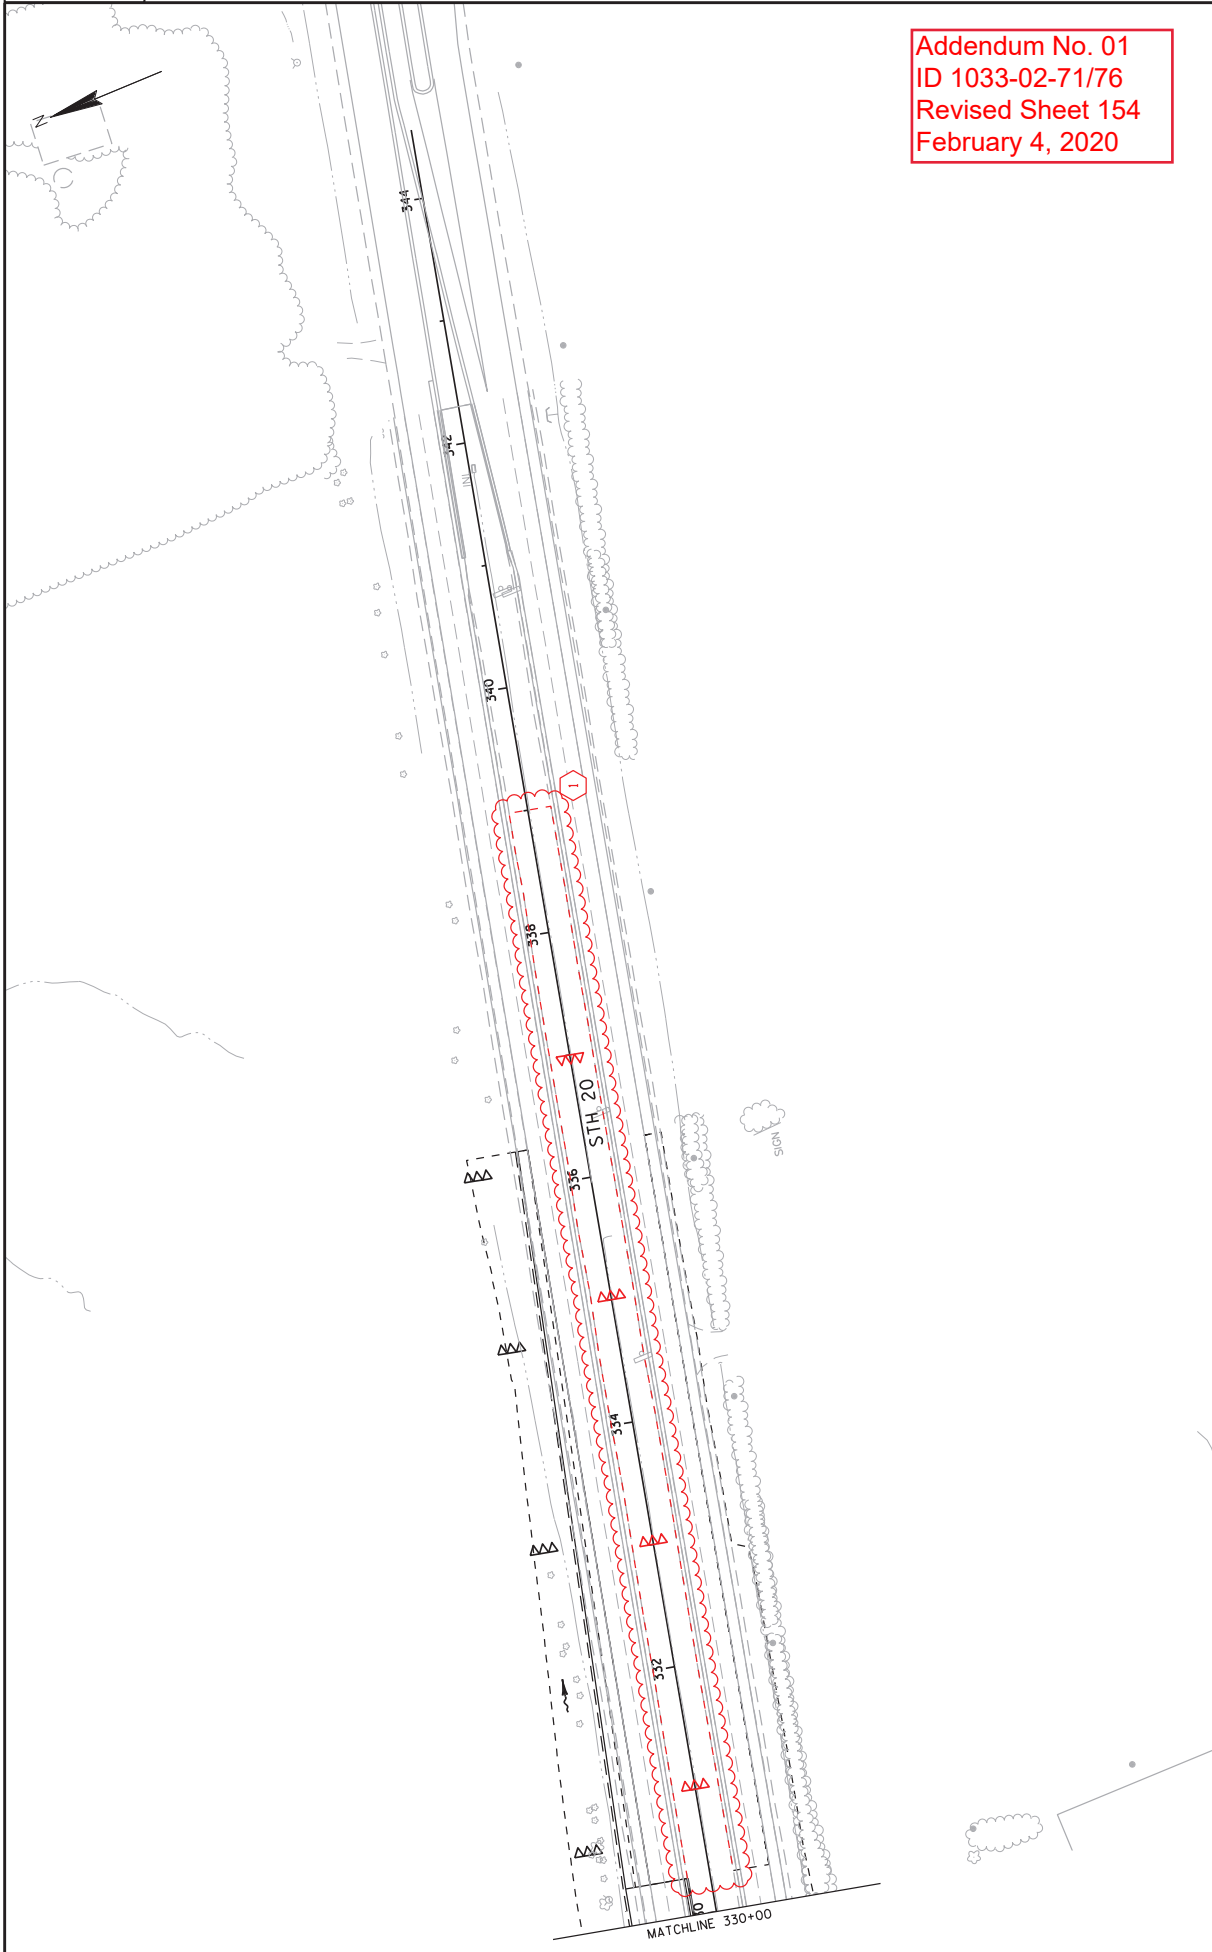 Addendum No. 01
ID 1033-02-71/76
Revised Sheet 154
February 4, 2020
N
344
342
INI
340
1
338
STH 20
336
SIGN
334
332
MATCHLINE 330+00